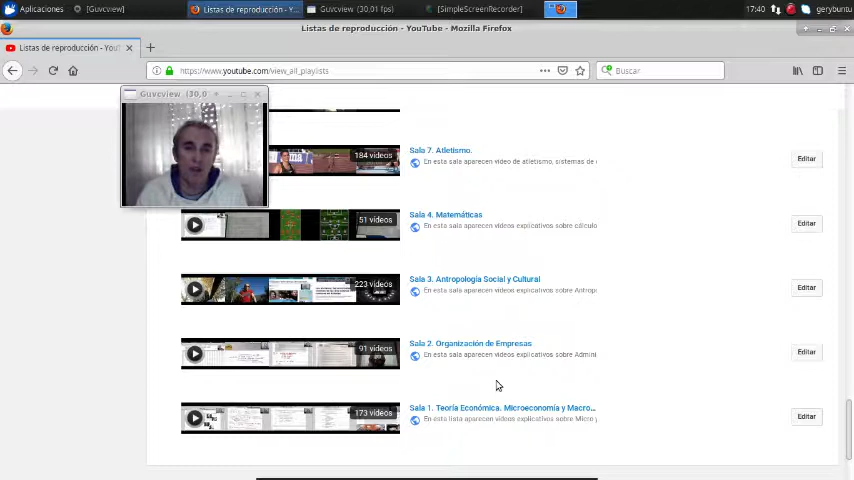 Aplicaciones [Guvcview] Listas de reproducción - Y... Guvcview (30,01 fps) [SimpleScreenRecorder] 17:40 gerybuntu
Listas de reproducción - YouTube - Mozilla Firefox
Listas de reproducción - YouT
https://www.youtube.com/view_all_playlists Buscar
Guvcview (30,0
184 vídeos
Sala 7. Atletismo.
En esta sala aparecen vídeo de atletismo, sistemas de
Editar
51 vídeos
Sala 4. Matemáticas
En esta sala aparecen vídeos explicativos sobre cálculo
Editar
223 vídeos
Sala 3. Antropología Social y Cultural
En esta sala aparecen vídeos explicativos sobre Antrop
Editar
91 vídeos
Sala 2. Organización de Empresas
En esta sala aparecen vídeos explicativos sobre Admini
Editar
173 vídeos
Sala 1. Teoría Económica. Microeconomía y Macro...
En esta lista aparecen vídeos explicativos sobre Micro y
Editar